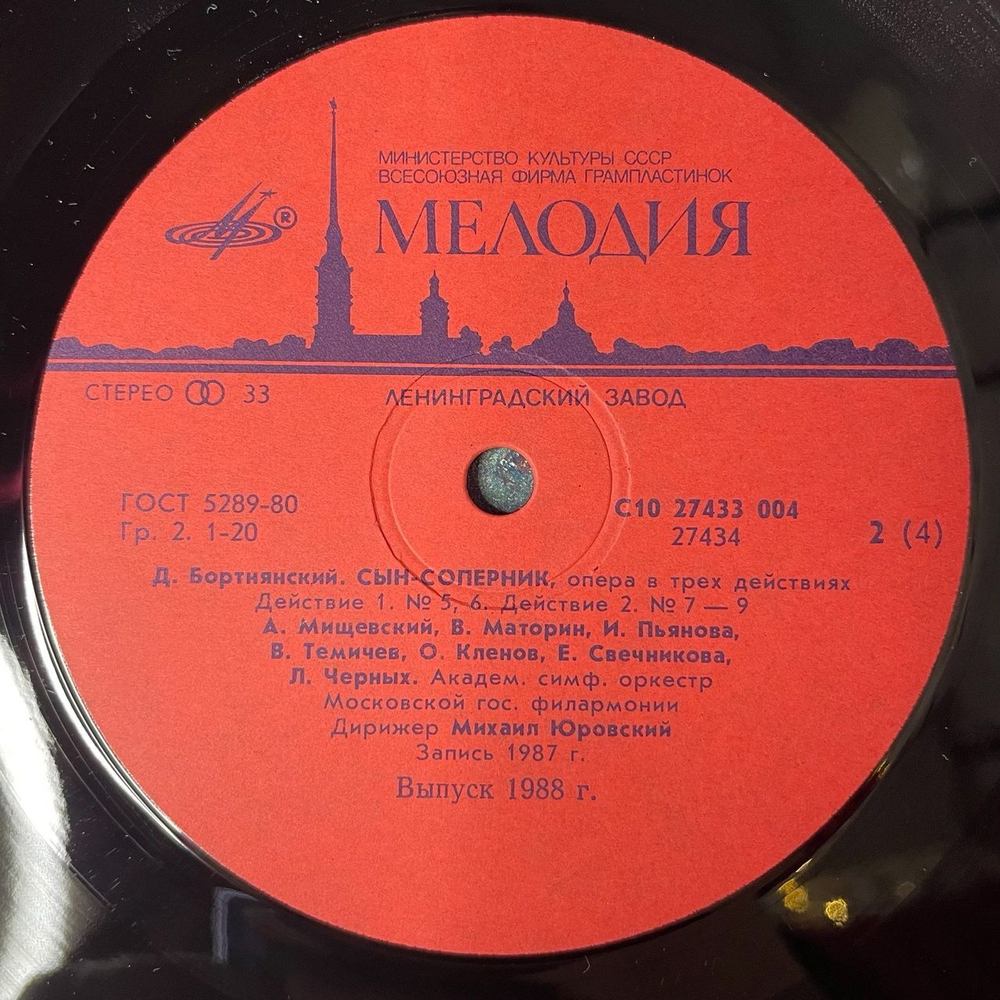 МИНИСТЕРСТВО КУЛЬТУРЫ СССР
ВСЕСОЮЗНАЯ ФИРМА ГРАМПЛАСТИНОК
®
МЕЛОДИЯ
СТЕРЕО 33
ЛЕНИНГРАДСКИЙ ЗАВОД
ГОСТ 5289-80
Гр. 2. 1-20
С10 27433 004
27434
2 (4)
Д. Бортнянский. СЫН-СОПЕРНИК, опера в трех действиях
Действие 1. № 5, 6. Действие 2. № 7 — 9
А. Мищевский, В. Маторин, И. Пьянова,
В. Темичев, О. Кленов, Е. Свечникова,
Л. Черных. Академ. симф. оркестр
Московской гос. филармонии
Дирижер Михаил Юровский
Запись 1987 г.
Выпуск 1988 г.